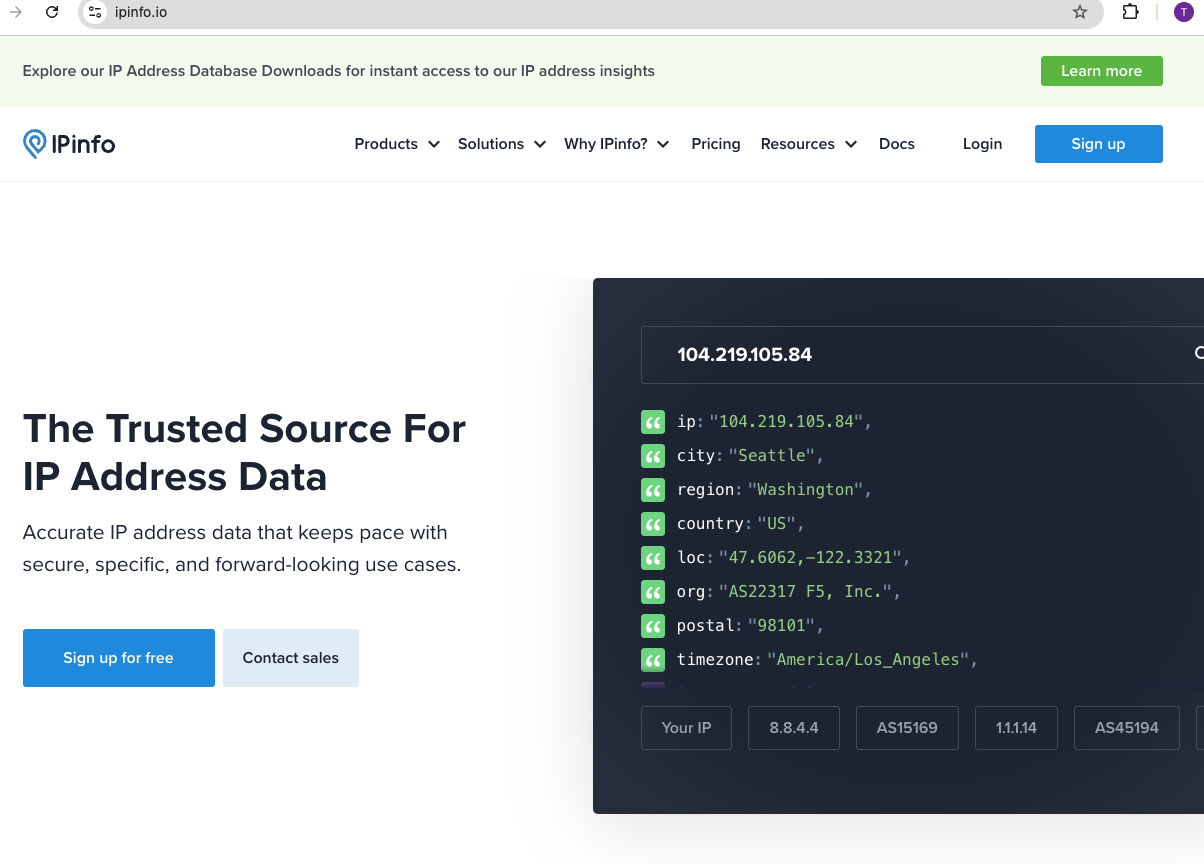 ipinfo.io
T
Explore our IP Address Database Downloads for instant access to our IP address insights
Learn more
IPinfo
Products
Solutions
Why IPinfo?
Pricing
Resources
Docs
Login
Sign up
The Trusted Source For
IP Address Data
Accurate IP address data that keeps pace with
secure, specific, and forward-looking use cases.
Sign up for free
Contact sales
104.219.105.84
ip: "104.219.105.84",
city: "Seattle",
region: "Washington",
country: "US",
loc: "47.6062,-122.3321",
org: "AS22317 F5, Inc.",
postal: "98101",
timezone: "America/Los_Angeles",
Your IP
8.8.4.4
AS15169
1.1.1.14
AS45194